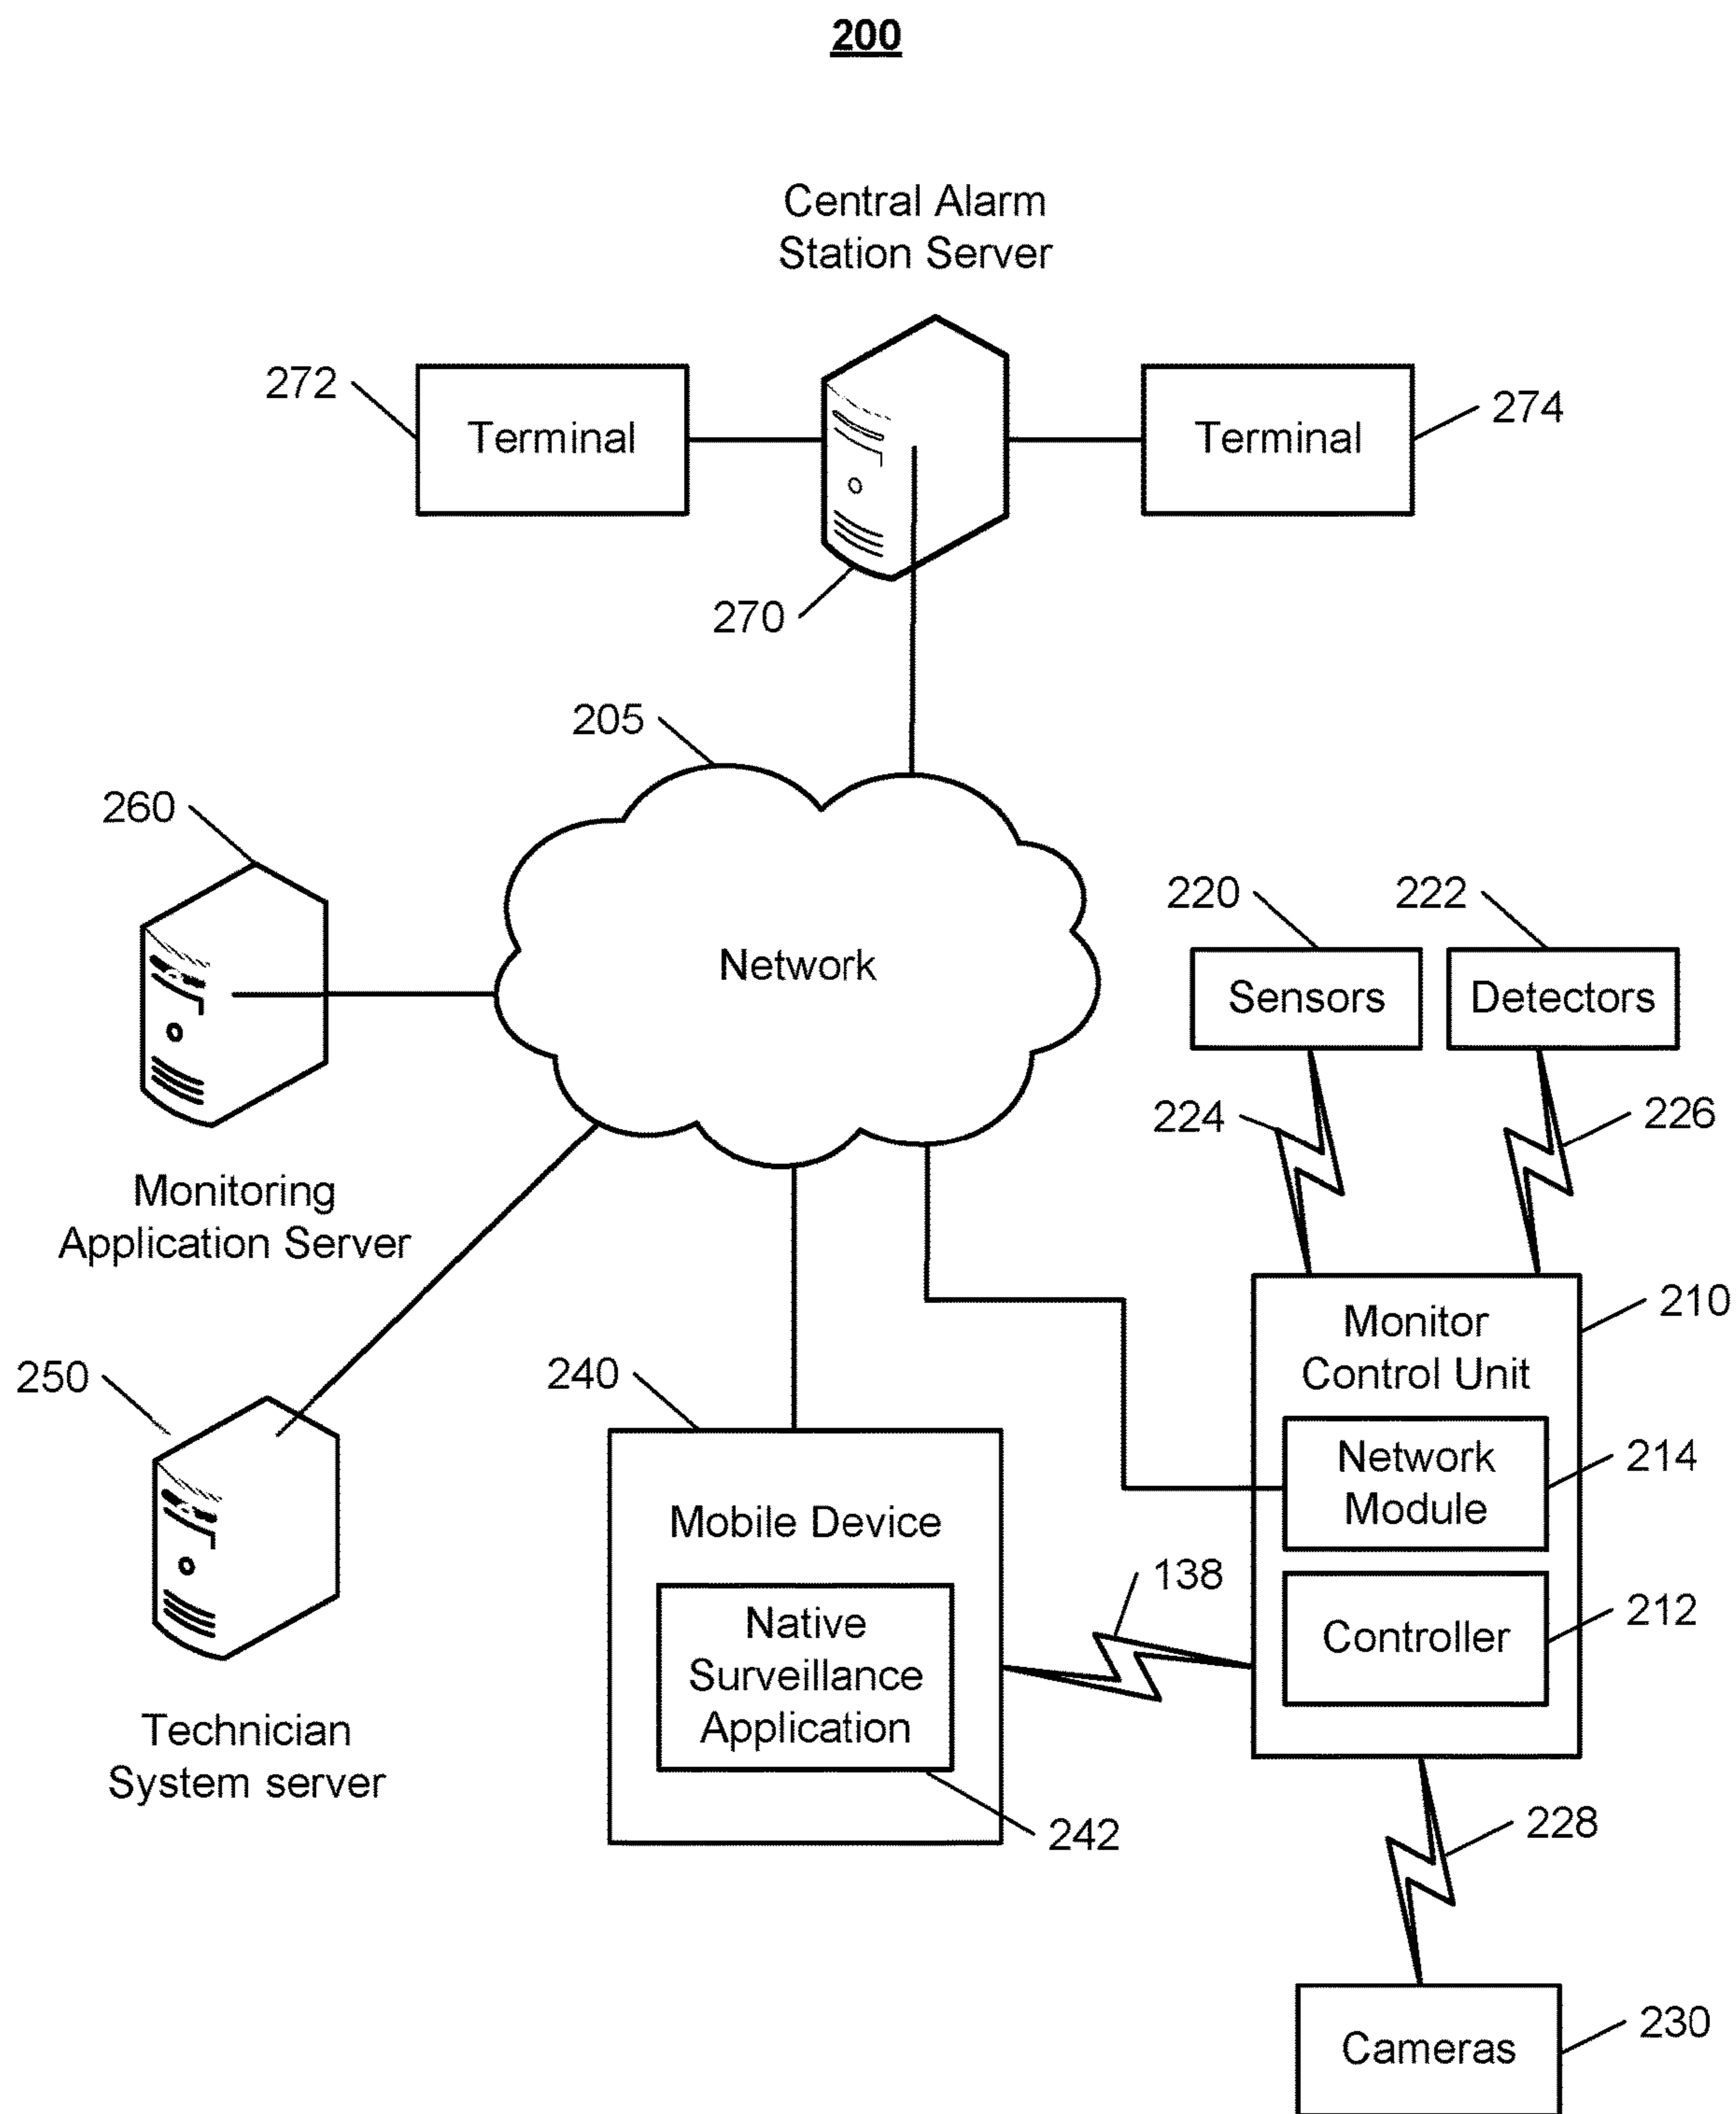 200
Central Alarm
Station Server
272
Terminal
Terminal
274
270
205
260
Network
220
222
Sensors
Detectors
224
226
Monitoring
Application Server
210
Monitor
Control Unit
250
240
Network
Module
214
Mobile Device
138
Controller
212
Native
Surveillance
Application
Technician
System server
242
228
Cameras
230